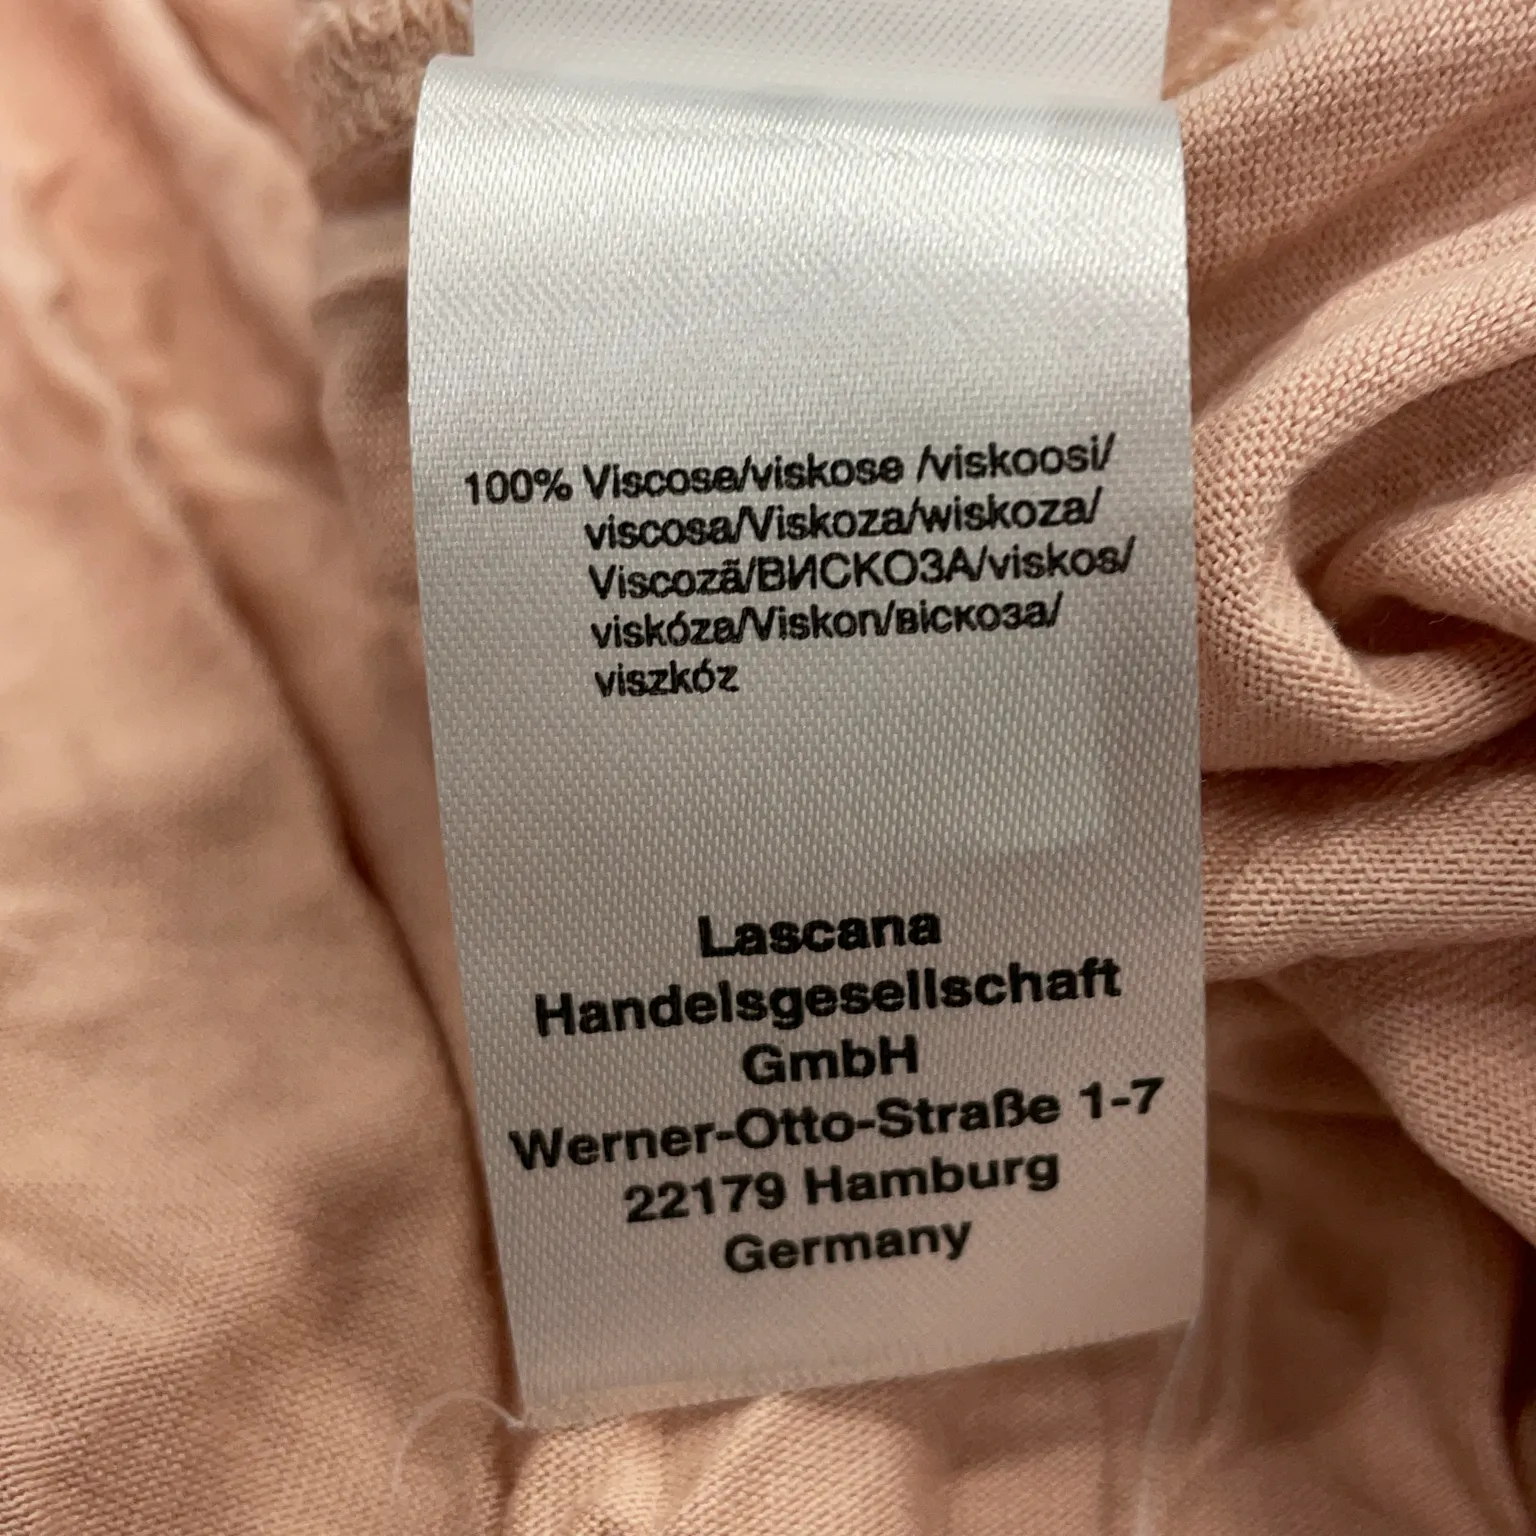 100% Viscose/viskose /viskoosi/
viscosa/Viskoza/wiskoza/
Viscoză/ВИСКОЗА/viskos/
viskóza/Viskon/віскоза/
viszkóz
Lascana
Handelsgesellschaft
GmbH
Werner-Otto-Straße 1-7
22179 Hamburg
Germany